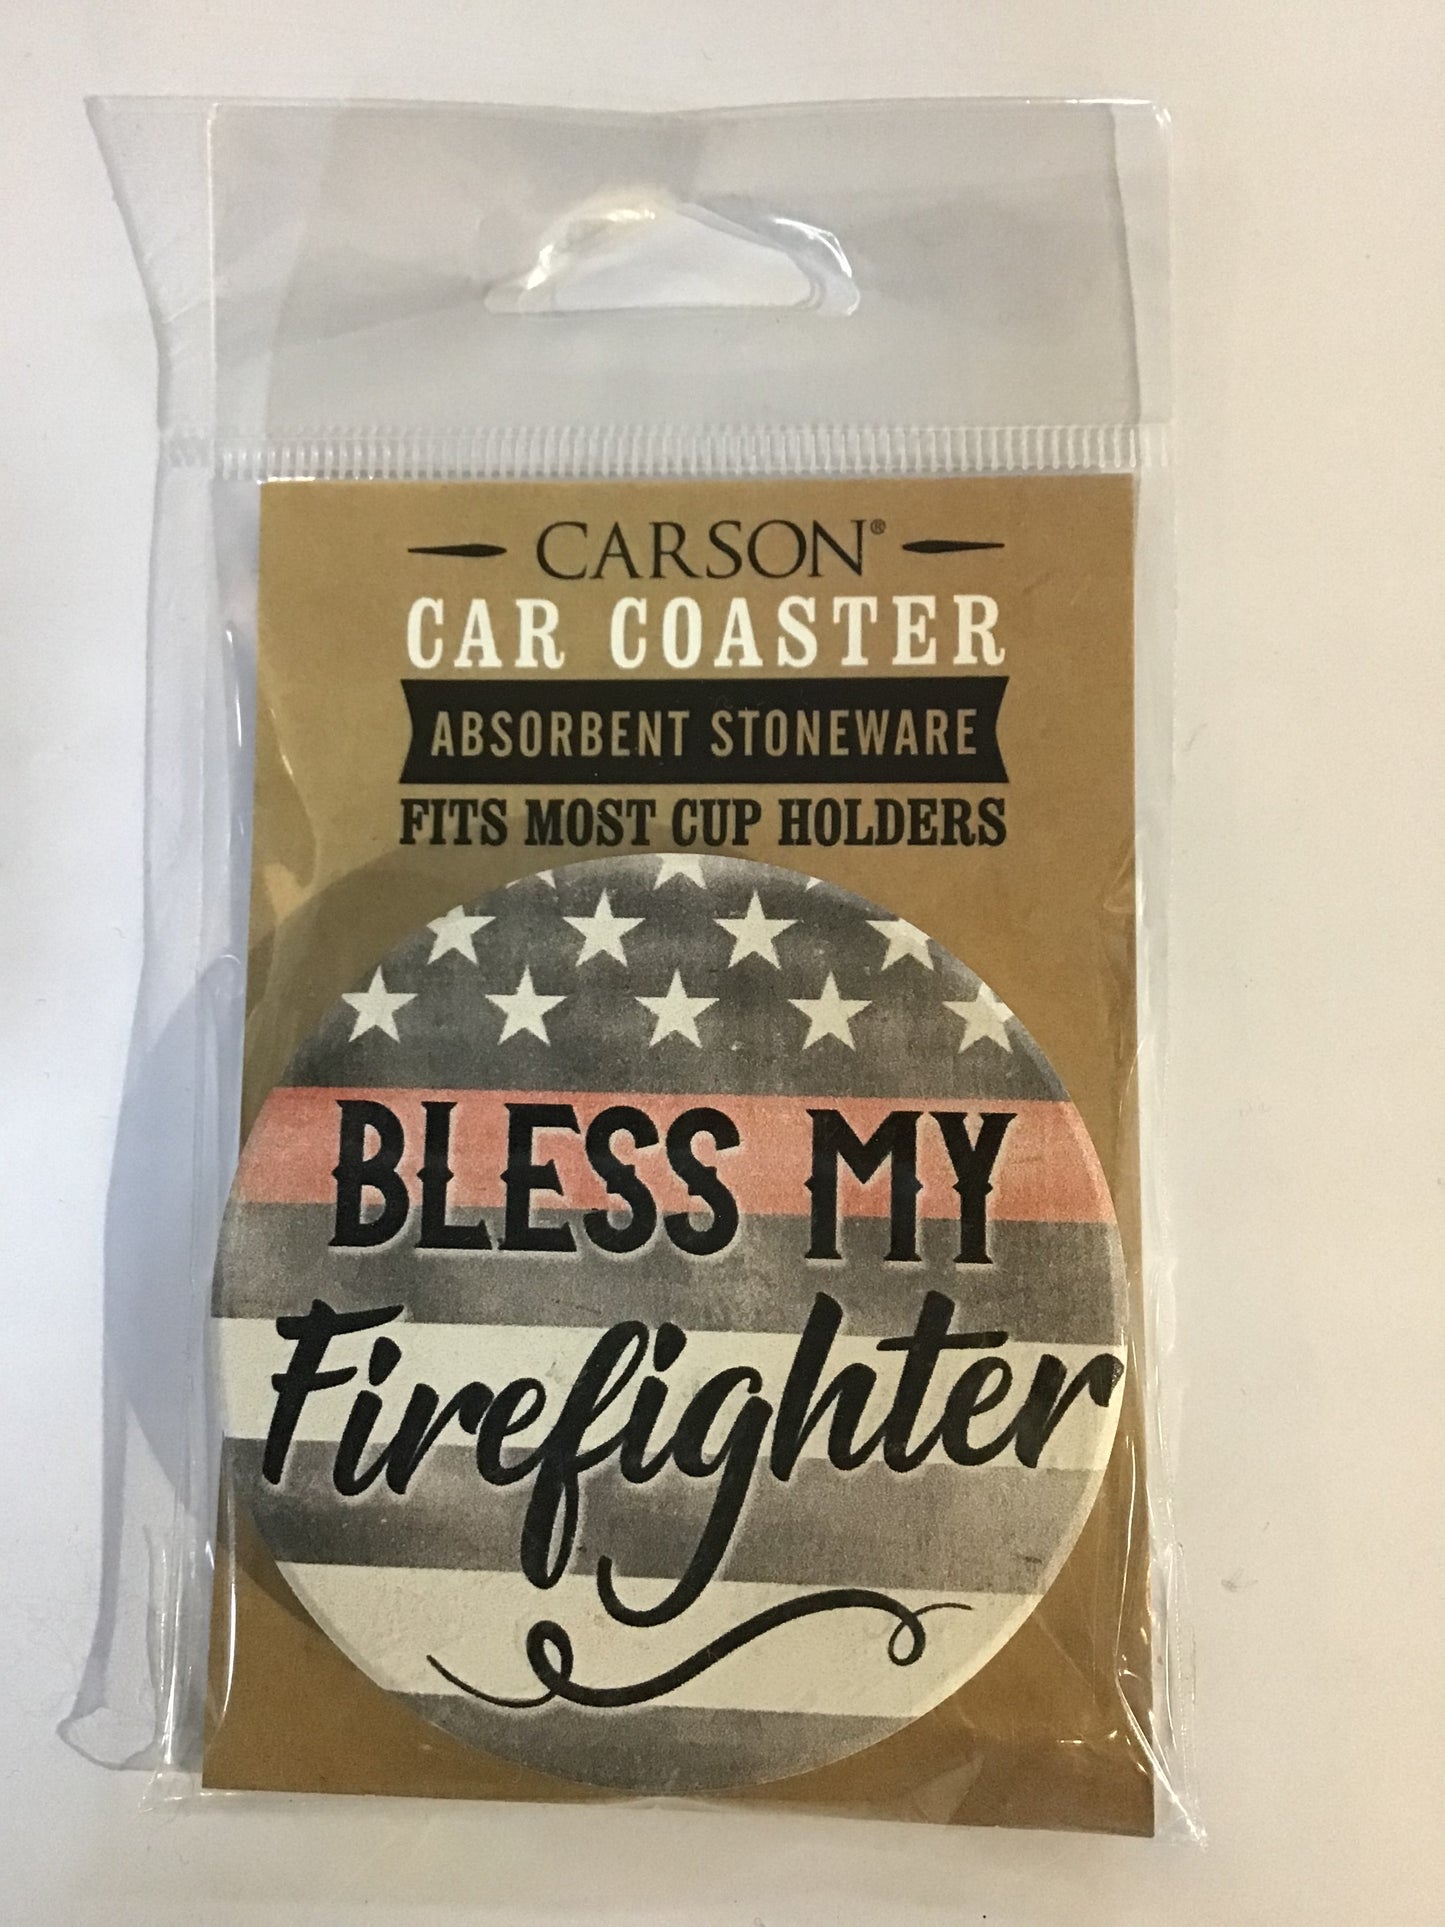 CARSON®
CAR COASTER
ABSORBENT STONEWARE
FITS MOST CUP HOLDERS
BLESS MY
Firefighter